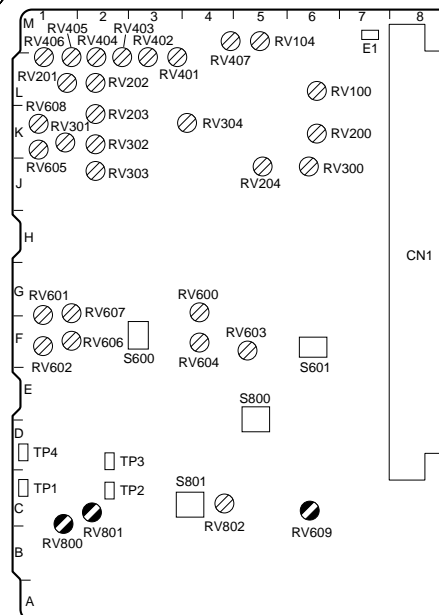 1 2 3 4 5 6 7 8
M
RV405 RV403
RV406 RV404 RV402
RV401
RV407
RV104
E1
L
RV201
RV202
RV100
RV608
RV203
K
RV301
RV304
RV200
RV302
RV605
J
RV303
RV204
RV300
H
CN1
G
RV601
RV607
RV600
F
RV606
RV603
S600
RV604
S601
RV602
E
S800
D
TP4
TP3
S801
TP1
TP2
C
RV802
RV800
RV801
RV609
B
A